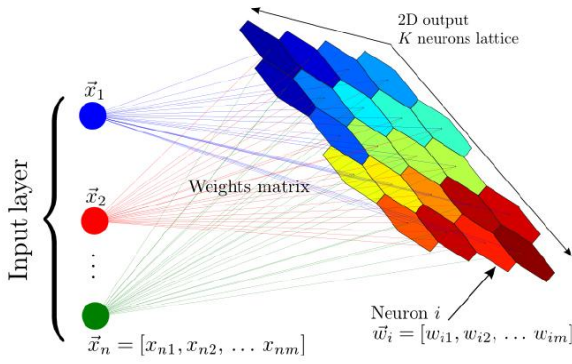 2D output
K neurons lattice
Input layer
x⃗₁
Weights matrix
x⃗₂
⋮
Neuron i
x⃗ₙ = [xₙ₁, xₙ₂, … xₙₘ]
w⃗ᵢ = [wᵢ₁, wᵢ₂, … wᵢₘ]